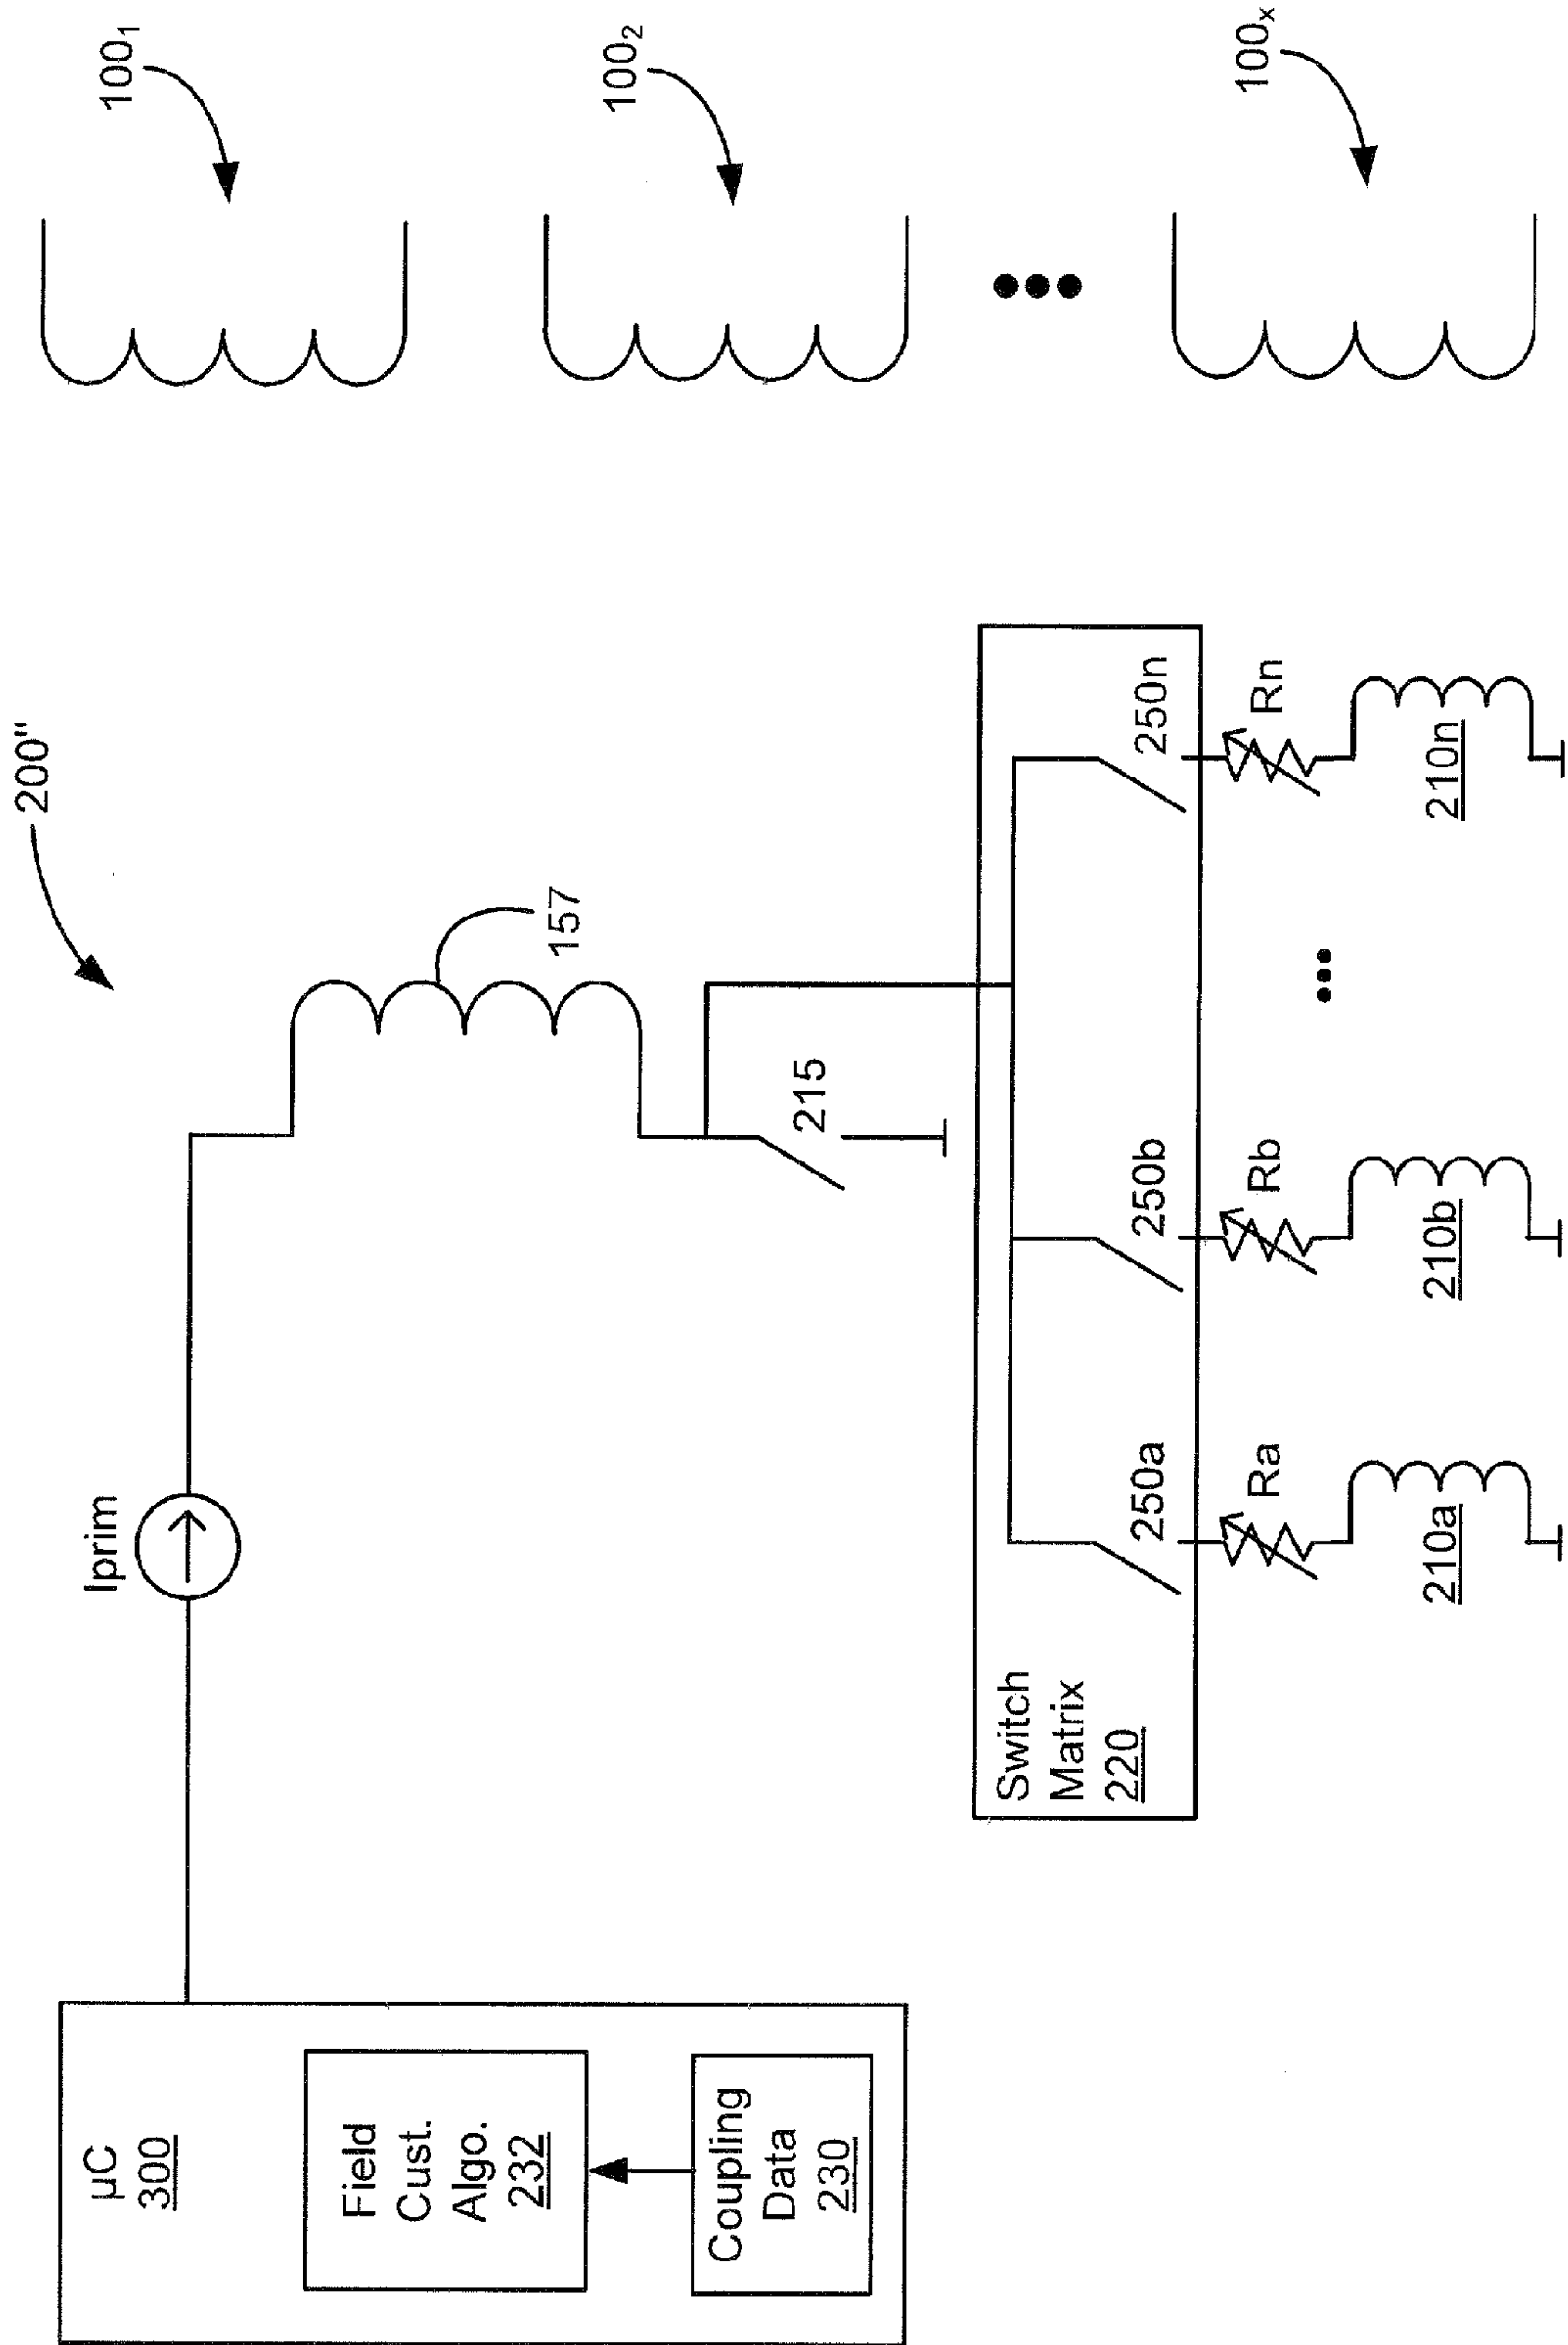 µC
300
Field
Cust.
Algo.
232
Coupling
Data
230
Iprim
200"
157
215
Switch
Matrix
220
250a
250b
250n
Ra
Rb
Rn
210a
210b
210n
100₁
100₂
100ₓ